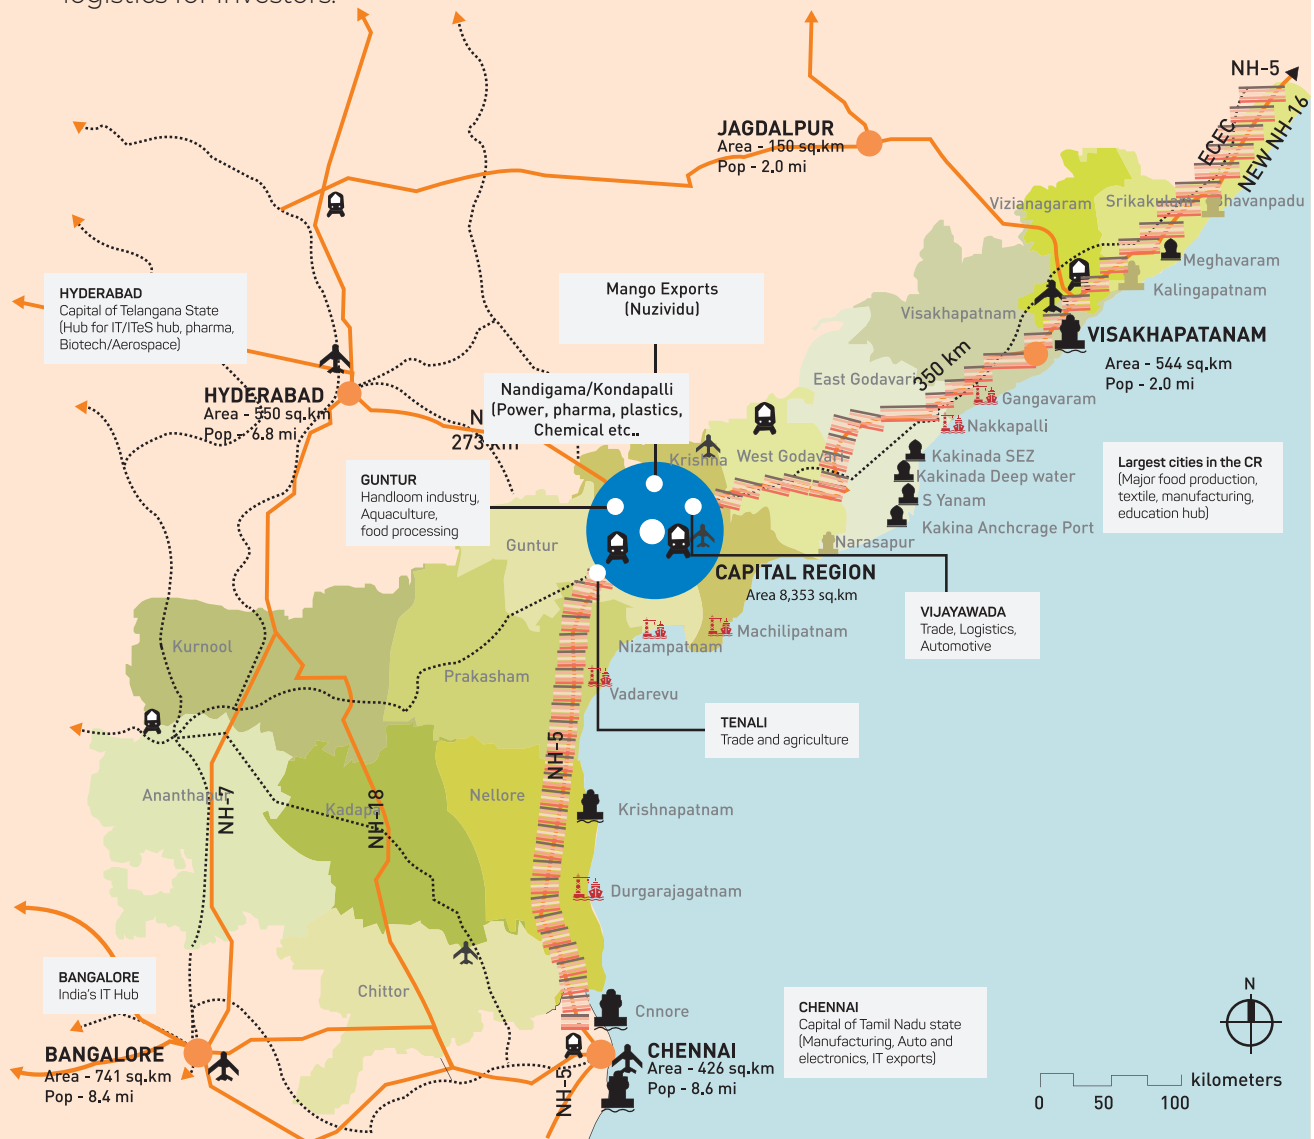 logistics for investors.
NH-5
ECEC
NEW NH-16
JAGDALPUR
Area - 150 sq.km
Pop - 2.0 mi
Vizianagaram
Srikakulam
Bhavanpadu
Meghavaram
Kalingapatnam
HYDERABAD
Capital of Telangana State
(Hub for IT/ITeS hub, pharma,
Biotech/Aerospace)
Mango Exports
(Nuzividu)
Visakhapatnam
VISAKHAPATANAM
Area - 544 sq.km
Pop - 2.0 mi
350 km
East Godavari
Gangavaram
Nakkapalli
HYDERABAD
Area - 550 sq.km
Pop - 6.8 mi
Nandigama/Kondapalli
(Power, pharma, plastics,
Chemical etc..
273 km
Krishna
West Godavari
Kakinada SEZ
Kakinada Deep water
S Yanam
Kakina Anchcrage Port
Narasapur
Largest cities in the CR
(Major food production,
textile, manufacturing,
education hub)
GUNTUR
Handloom industry,
Aquaculture,
food processing
Guntur
CAPITAL REGION
Area 8,353 sq.km
VIJAYAWADA
Trade, Logistics,
Automotive
Machilipatnam
Nizampatnam
Vadarevu
Kurnool
Prakasham
TENALI
Trade and agriculture
NH-5
Ananthapur
NH-7
Kadapa
NH-18
Nellore
Krishnapatnam
Durgarajagatnam
BANGALORE
India's IT Hub
Chittor
Cnnore
CHENNAI
Capital of Tamil Nadu state
(Manufacturing, Auto and
electronics, IT exports)
N
BANGALORE
Area - 741 sq.km
Pop - 8.4 mi
NH-5
CHENNAI
Area - 426 sq.km
Pop - 8.6 mi
kilometers
0 50 100